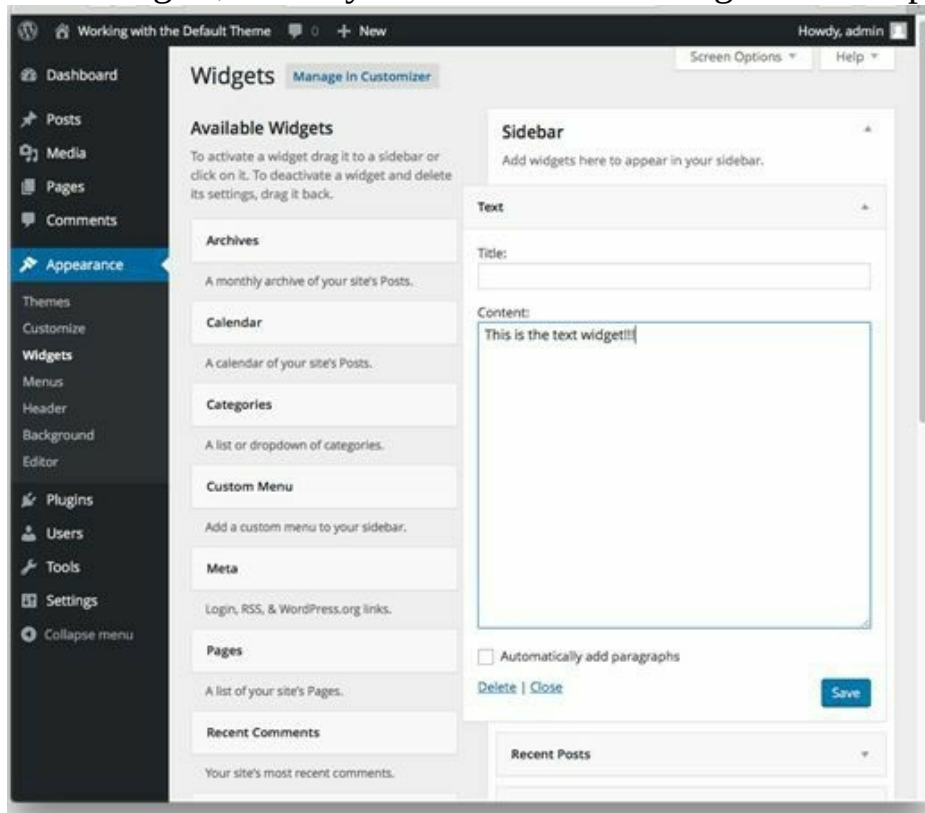 Working with the Default Theme 0 + New Howdy, admin
Screen Options Help
Dashboard
Posts
Media
Pages
Comments
Appearance
Themes
Customize
Widgets
Menus
Header
Background
Editor
Plugins
Users
Tools
Settings
Collapse menu
Widgets Manage in Customizer
Available Widgets
To activate a widget drag it to a sidebar or
click on it. To deactivate a widget and delete
its settings, drag it back.
Archives
A monthly archive of your site's Posts.
Calendar
A calendar of your site's Posts.
Categories
A list or dropdown of categories.
Custom Menu
Add a custom menu to your sidebar.
Meta
Login, RSS, & WordPress.org links.
Pages
A list of your site's Pages.
Recent Comments
Your site's most recent comments.
Sidebar
Add widgets here to appear in your sidebar.
Text
Title:
Content:
This is the text widget!!!
Automatically add paragraphs
Delete | Close
Save
Recent Posts